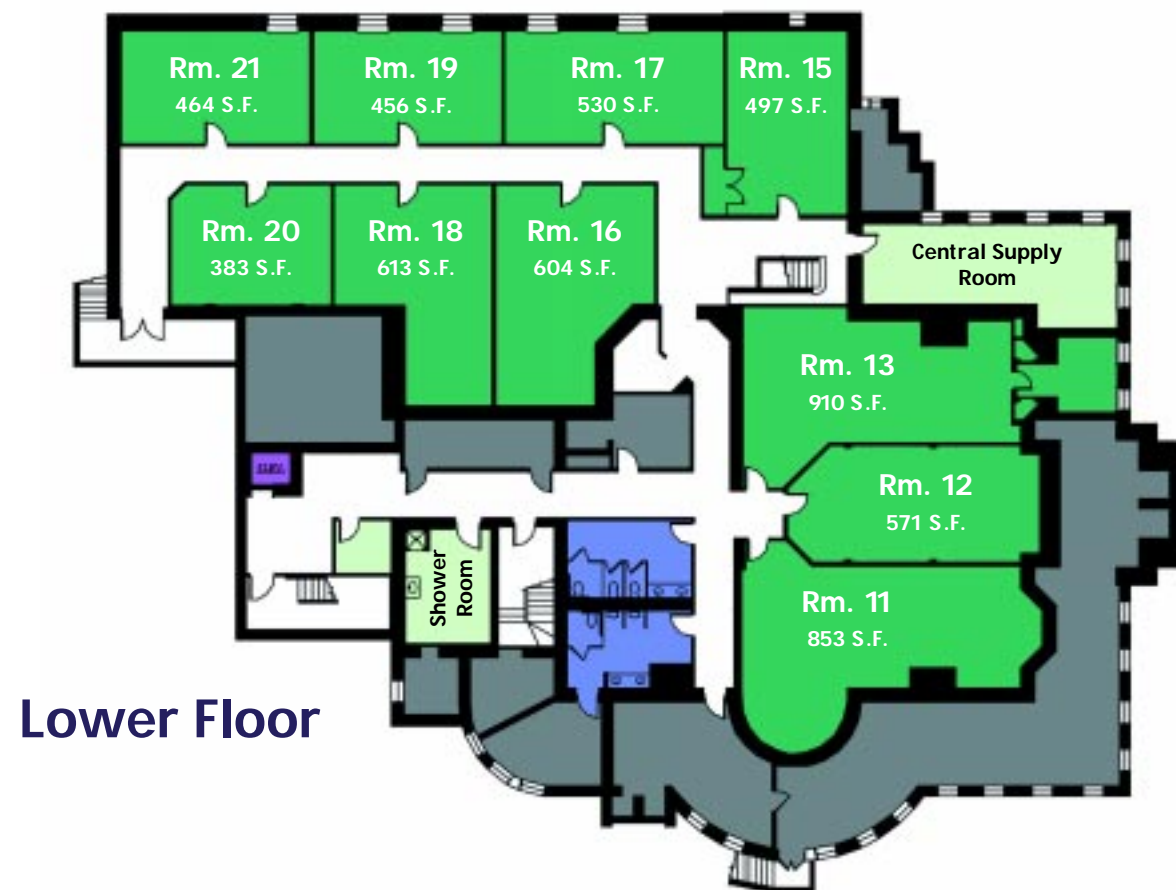 Rm. 21
464 S.F.
Rm. 19
456 S.F.
Rm. 17
530 S.F.
Rm. 15
497 S.F.
Rm. 20
383 S.F.
Rm. 18
613 S.F.
Rm. 16
604 S.F.
Central Supply
Room
Rm. 13
910 S.F.
Rm. 12
571 S.F.
Shower
Room
Rm. 11
853 S.F.
Lower Floor